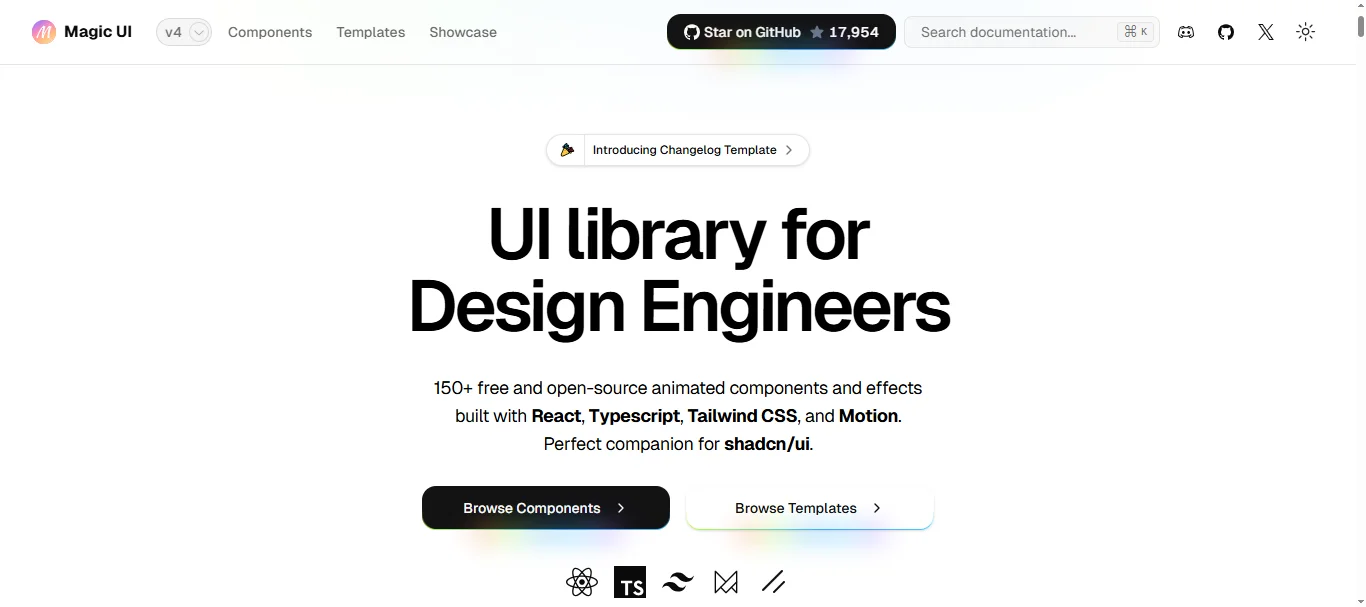 Magic UI
v4
Components
Templates
Showcase
Star on GitHub 17,954
Search documentation...
⌘ K
Introducing Changelog Template
UI library for
Design Engineers
150+ free and open-source animated components and effects
built with React, Typescript, Tailwind CSS, and Motion.
Perfect companion for shadcn/ui.
Browse Components
Browse Templates
TS